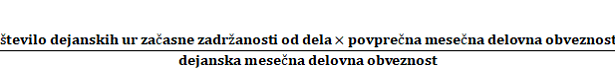 število dejanskih ur začasne zadržanosti od dela × povprečna mesečna delovna obveznost
dejanska mesečna delovna obveznost